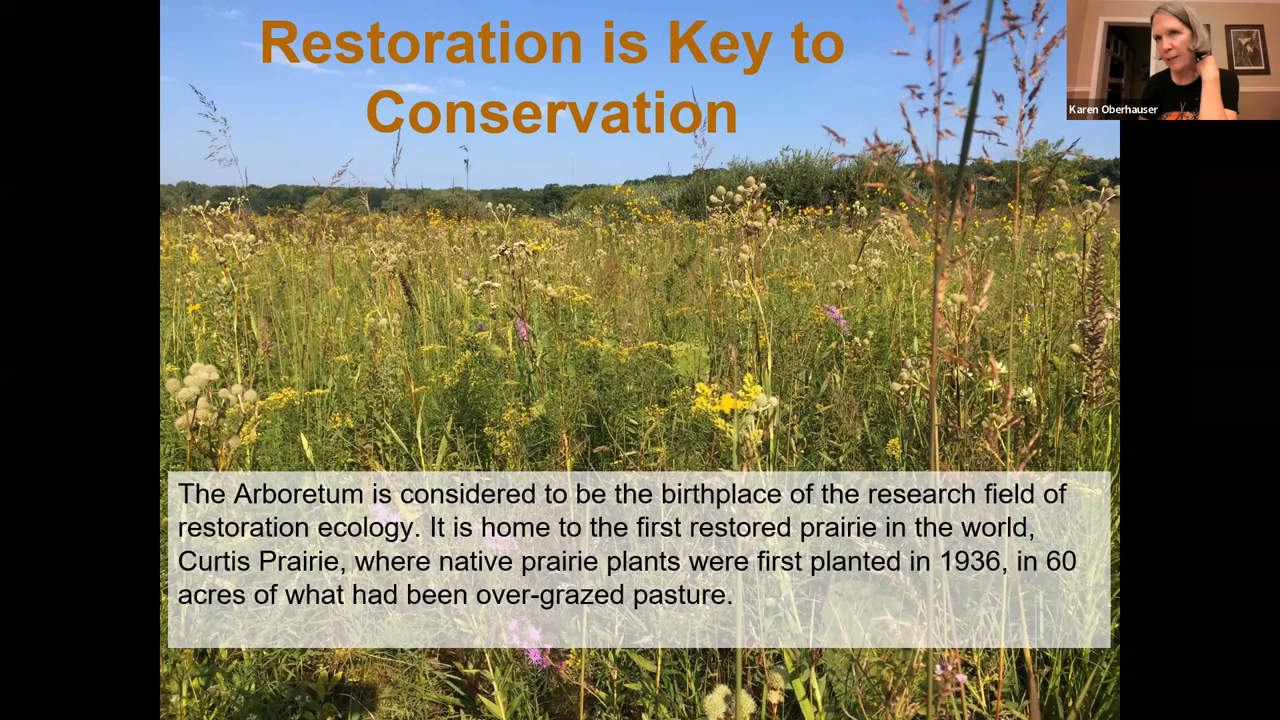 Restoration is Key to
Conservation
Karen Oberhauser
The Arboretum is considered to be the birthplace of the research field of
restoration ecology. It is home to the first restored prairie in the world,
Curtis Prairie, where native prairie plants were first planted in 1936, in 60
acres of what had been over-grazed pasture.